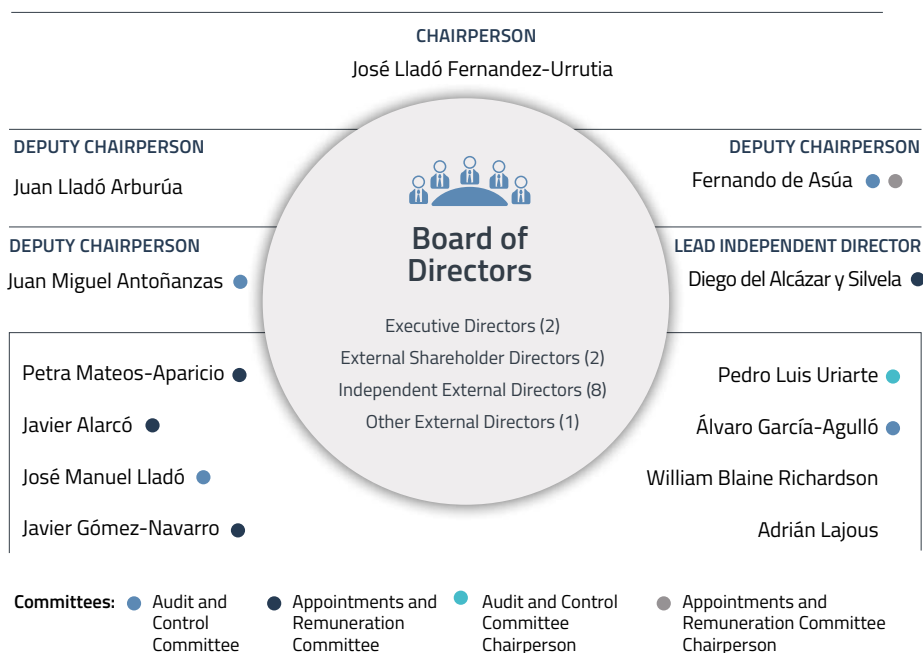 CHAIRPERSON
José Lladó Fernandez-Urrutia
DEPUTY CHAIRPERSON
Juan Lladó Arburúa
DEPUTY CHAIRPERSON
Fernando de Asúa
DEPUTY CHAIRPERSON
Juan Miguel Antoñanzas
LEAD INDEPENDENT DIRECTOR
Diego del Alcázar y Silvela
Board of
Directors
Executive Directors (2)
External Shareholder Directors (2)
Independent External Directors (8)
Other External Directors (1)
Petra Mateos-Aparicio
Javier Alarcó
José Manuel Lladó
Javier Gómez-Navarro
Pedro Luis Uriarte
Álvaro García-Agulló
William Blaine Richardson
Adrián Lajous
Committees:
Audit and
Control
Committee
Appointments and
Remuneration
Committee
Audit and Control
Committee
Chairperson
Appointments and
Remuneration Committee
Chairperson